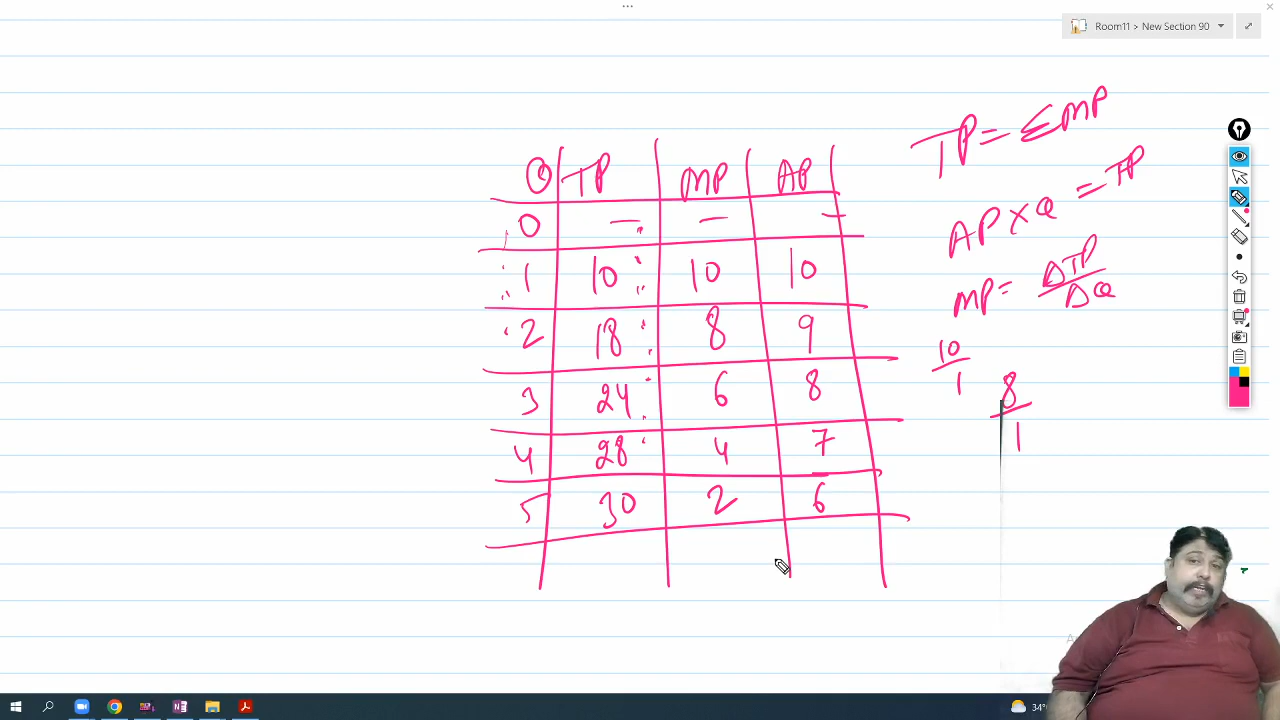 Room11 > New Section 90
Q TP MP AP
0 — — —
1 10 10 10
2 18 8 9
3 24 6 8
4 28 4 7
5 30 2 6
TP = ΣMP
AP × Q = TP
MP = ΔTP
ΔQ
10
1
8
1
34°